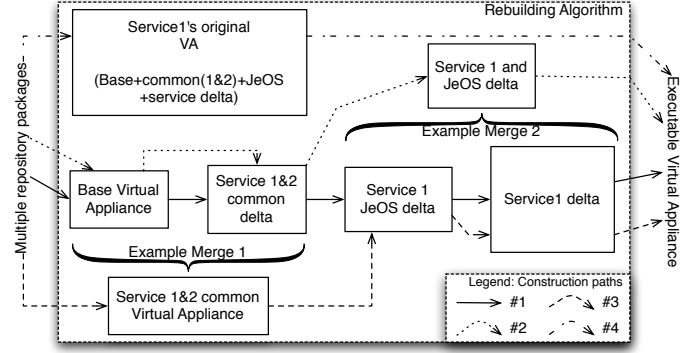 Rebuilding Algorithm
Service1's original
VA
(Base+common(1&2)+JeOS
+service delta)
Service 1 and
JeOS delta
Example Merge 2
Multiple repository packages
Base Virtual
Appliance
Service 1&2
common
delta
Service 1
JeOS delta
Service1 delta
Executable Virtual Appliance
Example Merge 1
Service 1&2 common
Virtual Appliance
Legend: Construction paths
#1
#3
#2
#4